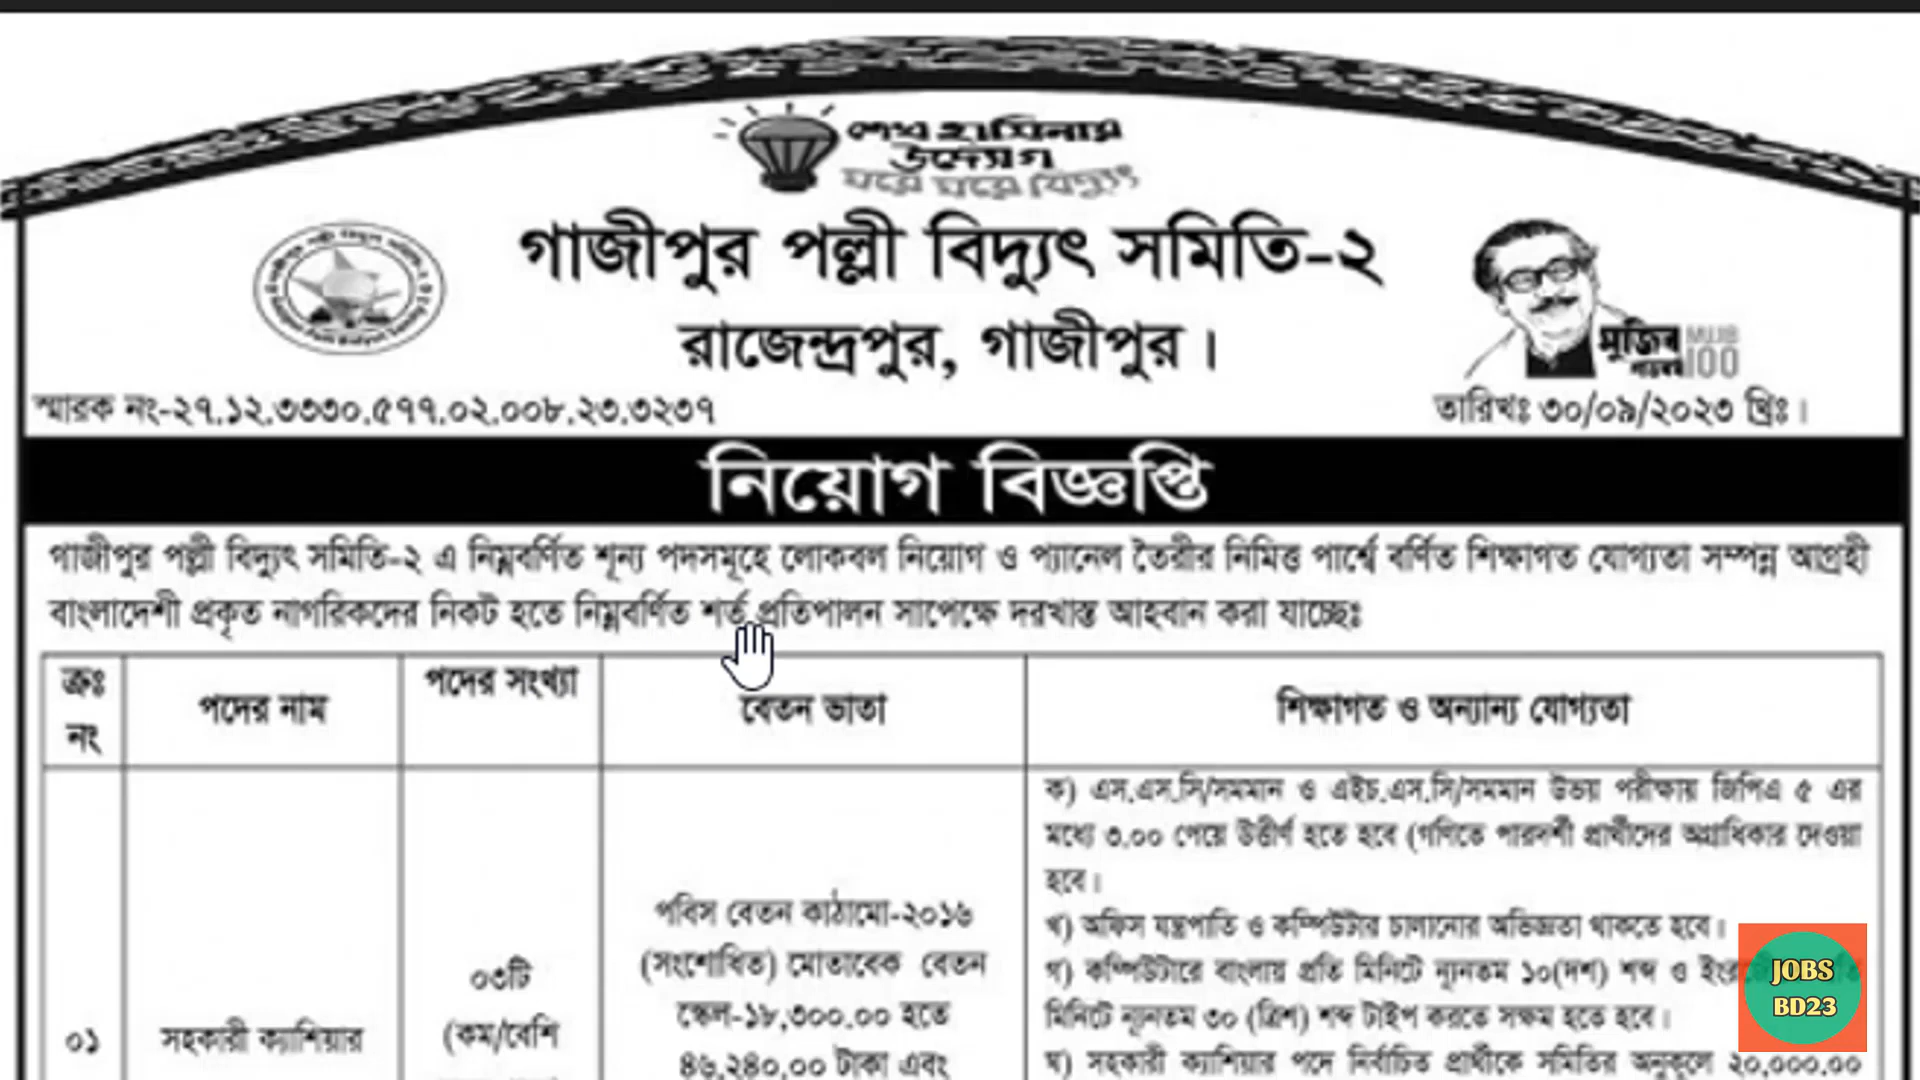 শেখ হাসিনার
উদ্যোগ
ঘরে ঘরে বিদ্যুৎ
গাজীপুর পল্লী বিদ্যুৎ সমিতি-২
রাজেন্দ্রপুর, গাজীপুর।
মুজিব MUJIB
100
স্মারক নং-২৭.১২.৩৩৩০.৫৭৭.০২.০০৮.২৩.৩২৩৭
তারিখঃ ৩০/০৯/২০২৩ খ্রিঃ।
নিয়োগ বিজ্ঞপ্তি
গাজীপুর পল্লী বিদ্যুৎ সমিতি-২ এ নিম্নবর্ণিত শূন্য পদসমূহে লোকবল নিয়োগ ও প্যানেল তৈরীর নিমিত্ত পার্শ্বে বর্ণিত শিক্ষাগত যোগ্যতা সম্পন্ন আগ্রহী
বাংলাদেশী প্রকৃত নাগরিকদের নিকট হতে নিম্নবর্ণিত শর্ত প্রতিপালন সাপেক্ষে দরখাস্ত আহবান করা যাচ্ছেঃ
ক্রঃ
নং
পদের নাম
পদের সংখ্যা
বেতন ভাতা
শিক্ষাগত ও অন্যান্য যোগ্যতা
০১
সহকারী ক্যাশিয়ার
০৩টি
(কম/বেশি
পবিস বেতন কাঠামো-২০১৬
(সংশোধিত) মোতাবেক বেতন
স্কেল-১৮,৩০০.০০ হতে
৪৬,২৪০.০০ টাকা এবং
ক) এস.এস.সি/সমমান ও এইচ.এস.সি/সমমান উভয় পরীক্ষায় জিপিএ ৫ এর
মধ্যে ৩.০০ পেয়ে উত্তীর্ণ হতে হবে (গণিতে পারদর্শী প্রার্থীদের অগ্রাধিকার দেওয়া
হবে।
খ) অফিস যন্ত্রপাতি ও কম্পিউটার চালানোর অভিজ্ঞতা থাকতে হবে।
গ) কম্পিউটারে বাংলায় প্রতি মিনিটে ন্যূনতম ১০(দশ) শব্দ ও
মিনিটে ন্যূনতম ৩০ (ত্রিশ) শব্দ টাইপ করতে সক্ষম হতে হবে।
ঘ) সহকারী ক্যাশিয়ার পদে নির্বাচিত প্রার্থীকে সমিতির অনুকূলে ২০,০০০.০০
JOBS
BD23